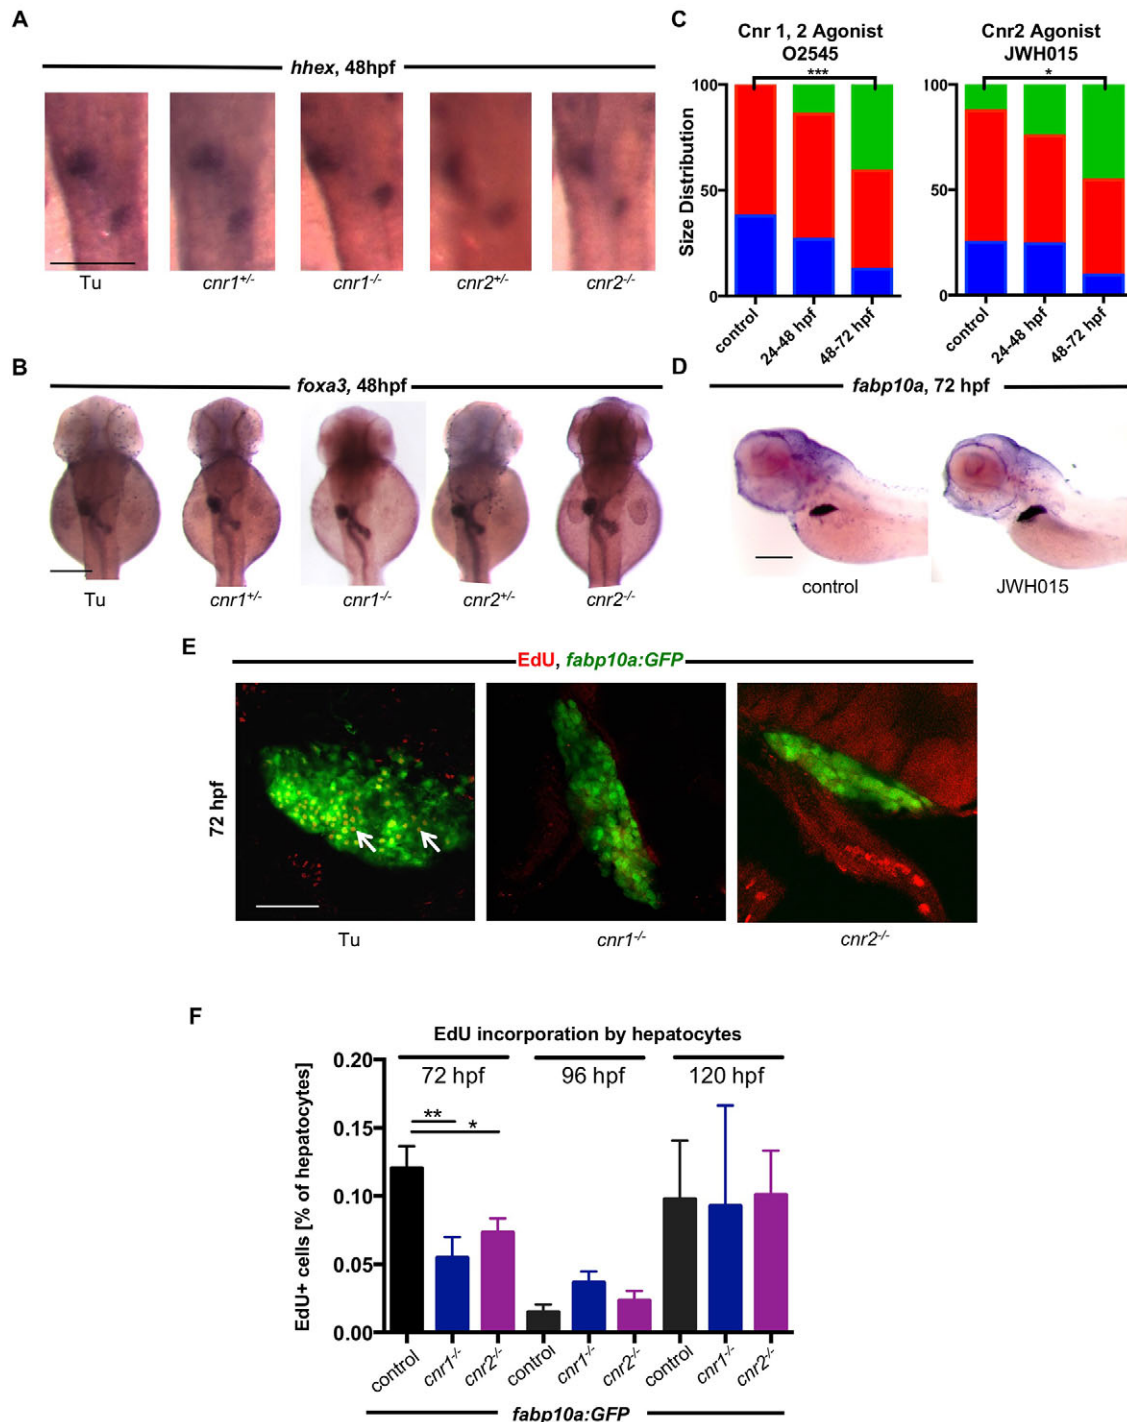 A
hhex, 48hpf
Tu
cnr1+/-
cnr1-/-
cnr2+/-
cnr2-/-
B
foxa3, 48hpf
Tu
cnr1+/-
cnr1-/-
cnr2+/-
cnr2-/-
C
Cnr 1, 2 Agonist
O2545
***
Size Distribution
100
50
0
control
24-48 hpf
48-72 hpf
Cnr2 Agonist
JWH015
*
100
50
0
control
24-48 hpf
48-72 hpf
D
fabp10a, 72 hpf
control
JWH015
E
EdU, fabp10a:GFP
72 hpf
Tu
cnr1-/-
cnr2-/-
F
EdU incorporation by hepatocytes
72 hpf
96 hpf
120 hpf
**
*
EdU+ cells [% of hepatocytes]
0.20
0.15
0.10
0.05
0.00
control
cnr1-/-
cnr2-/-
control
cnr1-/-
cnr2-/-
control
cnr1-/-
cnr2-/-
fabp10a:GFP